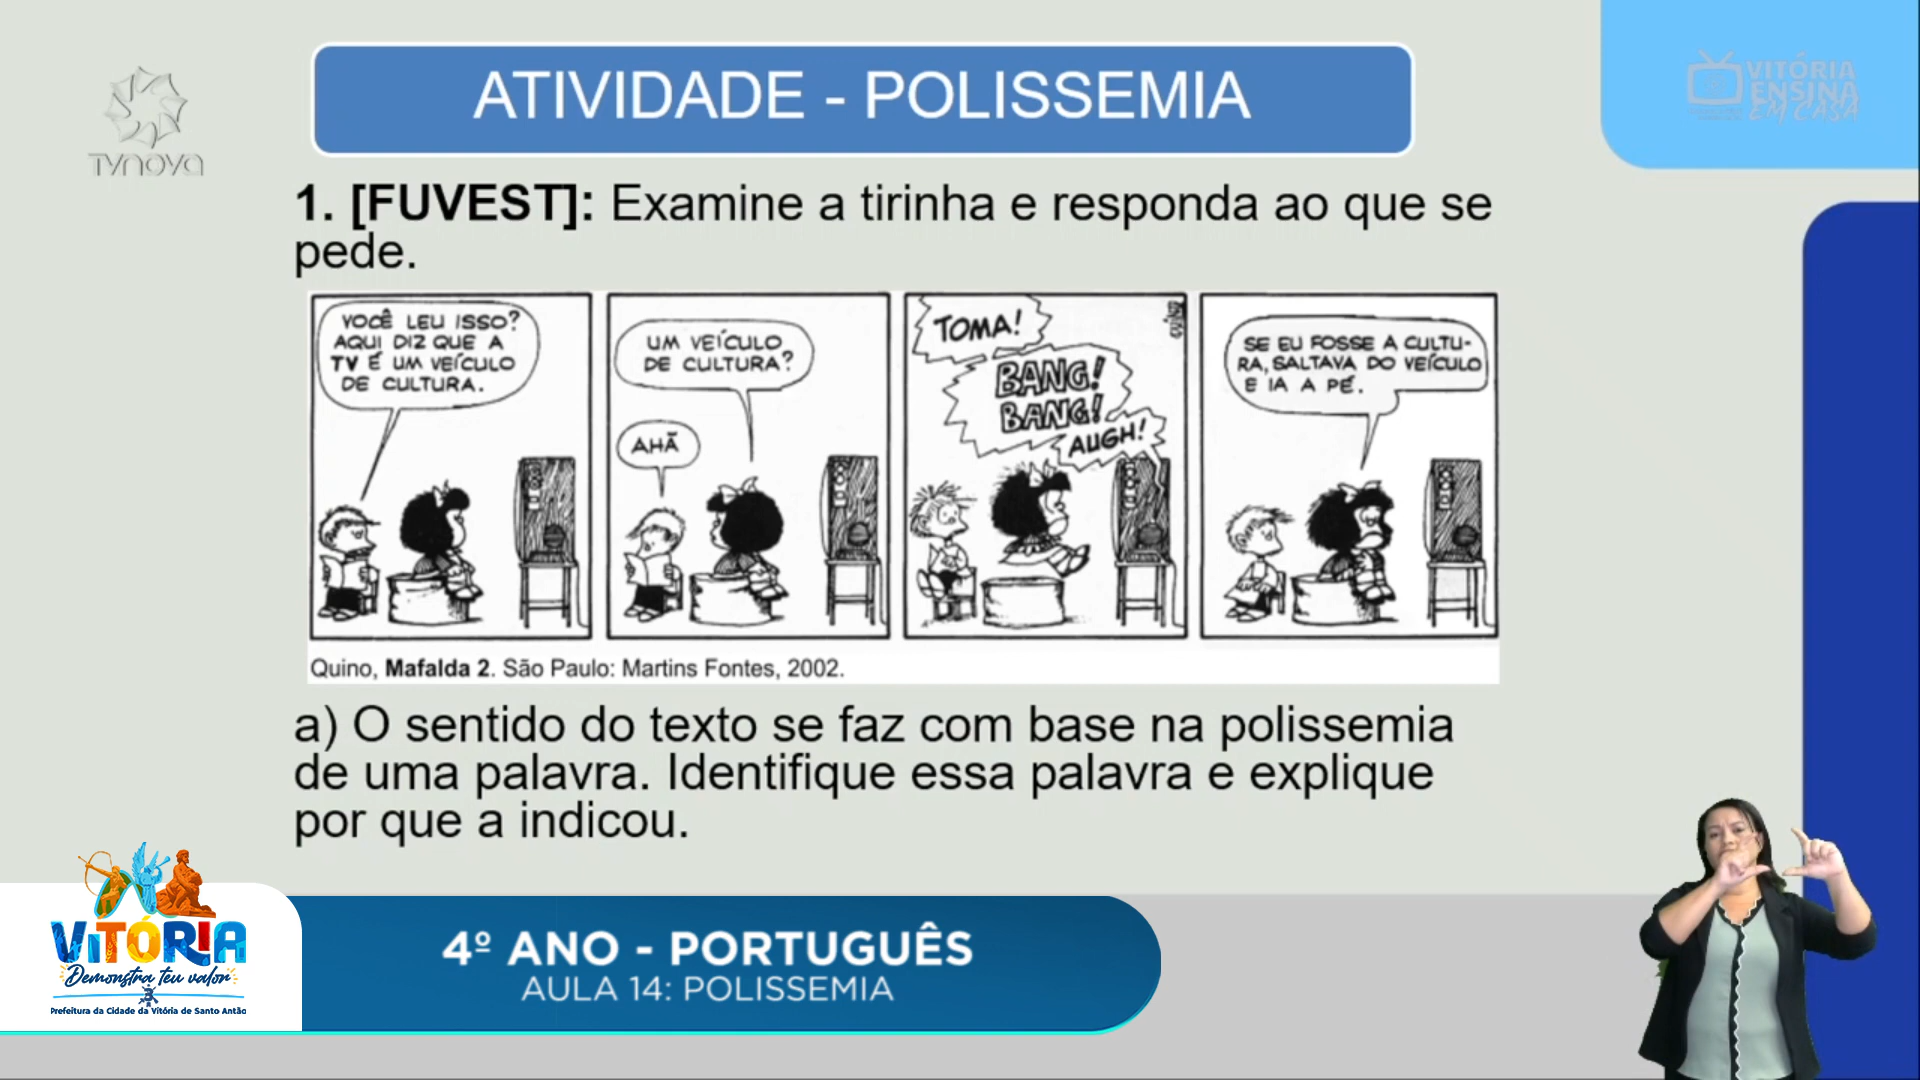 ATIVIDADE - POLISSEMIA
TVNOVA
VITÓRIA
ENSINA
EM CASA
1. [FUVEST]: Examine a tirinha e responda ao que se
pede.
VOCÊ LEU ISSO?
AQUI DIZ QUE A
TV É UM VEÍCULO
DE CULTURA.
UM VEÍCULO
DE CULTURA?
AHÃ
TOMA!
BANG!
BANG!
AUGH!
QUINO
SE EU FOSSE A CULTU-
RA, SALTAVA DO VEÍCULO
E IA A PÉ.
Quino, Mafalda 2. São Paulo: Martins Fontes, 2002.
a) O sentido do texto se faz com base na polissemia
de uma palavra. Identifique essa palavra e explique
por que a indicou.
VITÓRIA
Demonstra teu valor
Prefeitura da Cidade da Vitória de Santo Antão
4º ANO - PORTUGUÊS
AULA 14: POLISSEMIA